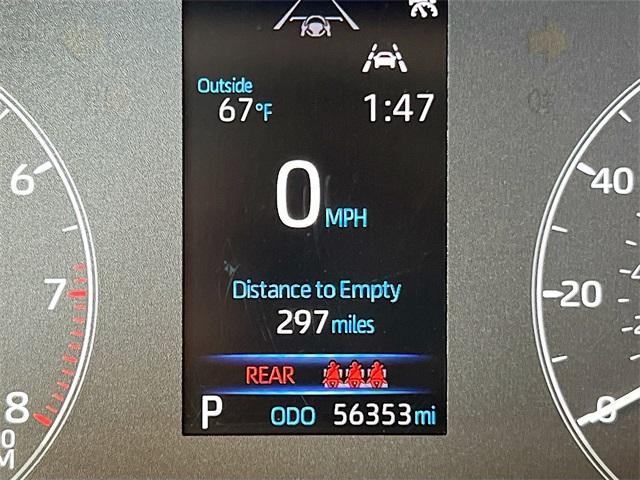 Outside
67°F 1:47
0 MPH
Distance to Empty
297 miles
REAR
P ODO 56353 mi
6
7
8
40
20
0